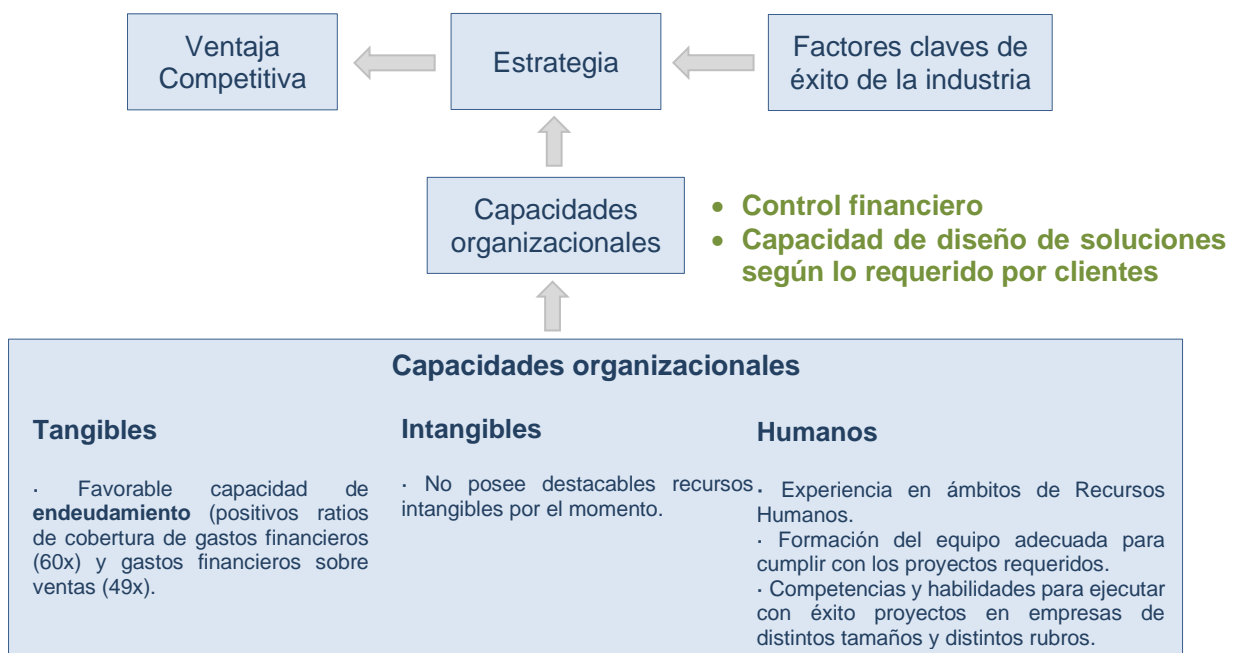 Ventaja
Competitiva
Estrategia
Factores claves de
éxito de la industria
Capacidades
organizacionales
• Control financiero
• Capacidad de diseño de soluciones
según lo requerido por clientes
Capacidades organizacionales
Tangibles
· Favorable capacidad de
endeudamiento (positivos ratios
de cobertura de gastos financieros
(60x) y gastos financieros sobre
ventas (49x).
Intangibles
· No posee destacables recursos
intangibles por el momento.
Humanos
· Experiencia en ámbitos de Recursos
Humanos.
· Formación del equipo adecuada para
cumplir con los proyectos requeridos.
· Competencias y habilidades para ejecutar
con éxito proyectos en empresas de
distintos tamaños y distintos rubros.